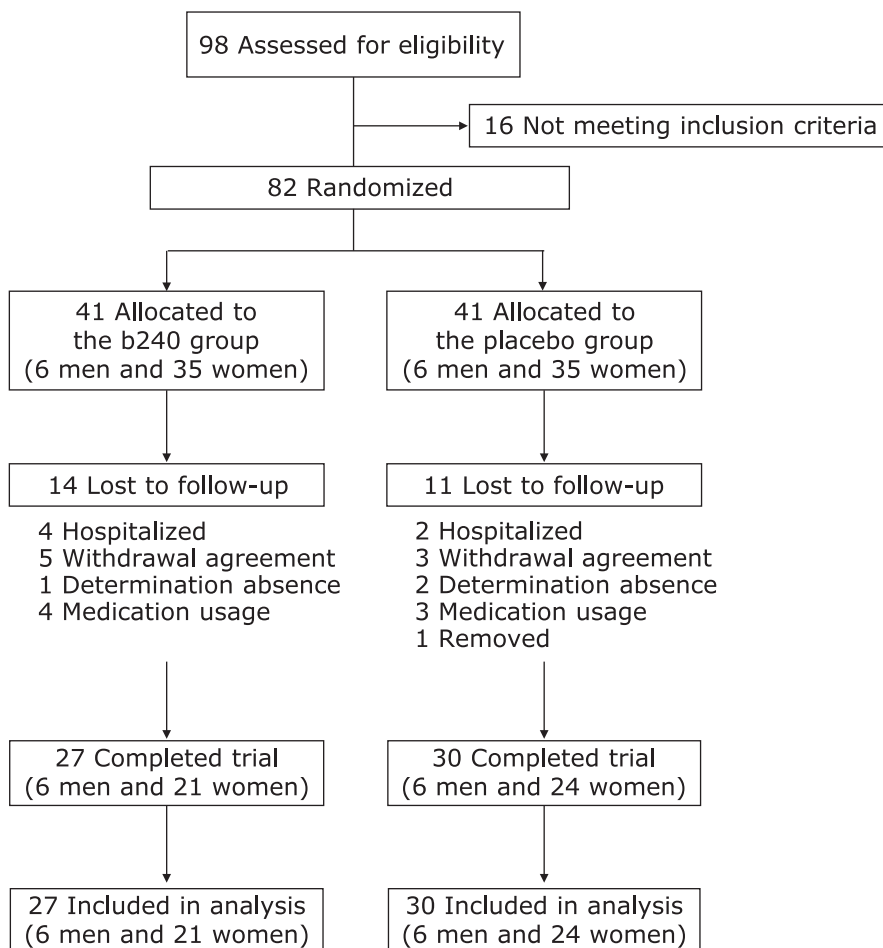 98 Assessed for eligibility
16 Not meeting inclusion criteria
82 Randomized
41 Allocated to
the b240 group
(6 men and 35 women)
41 Allocated to
the placebo group
(6 men and 35 women)
14 Lost to follow-up
4 Hospitalized
5 Withdrawal agreement
1 Determination absence
4 Medication usage
11 Lost to follow-up
2 Hospitalized
3 Withdrawal agreement
2 Determination absence
3 Medication usage
1 Removed
27 Completed trial
(6 men and 21 women)
30 Completed trial
(6 men and 24 women)
27 Included in analysis
(6 men and 21 women)
30 Included in analysis
(6 men and 24 women)